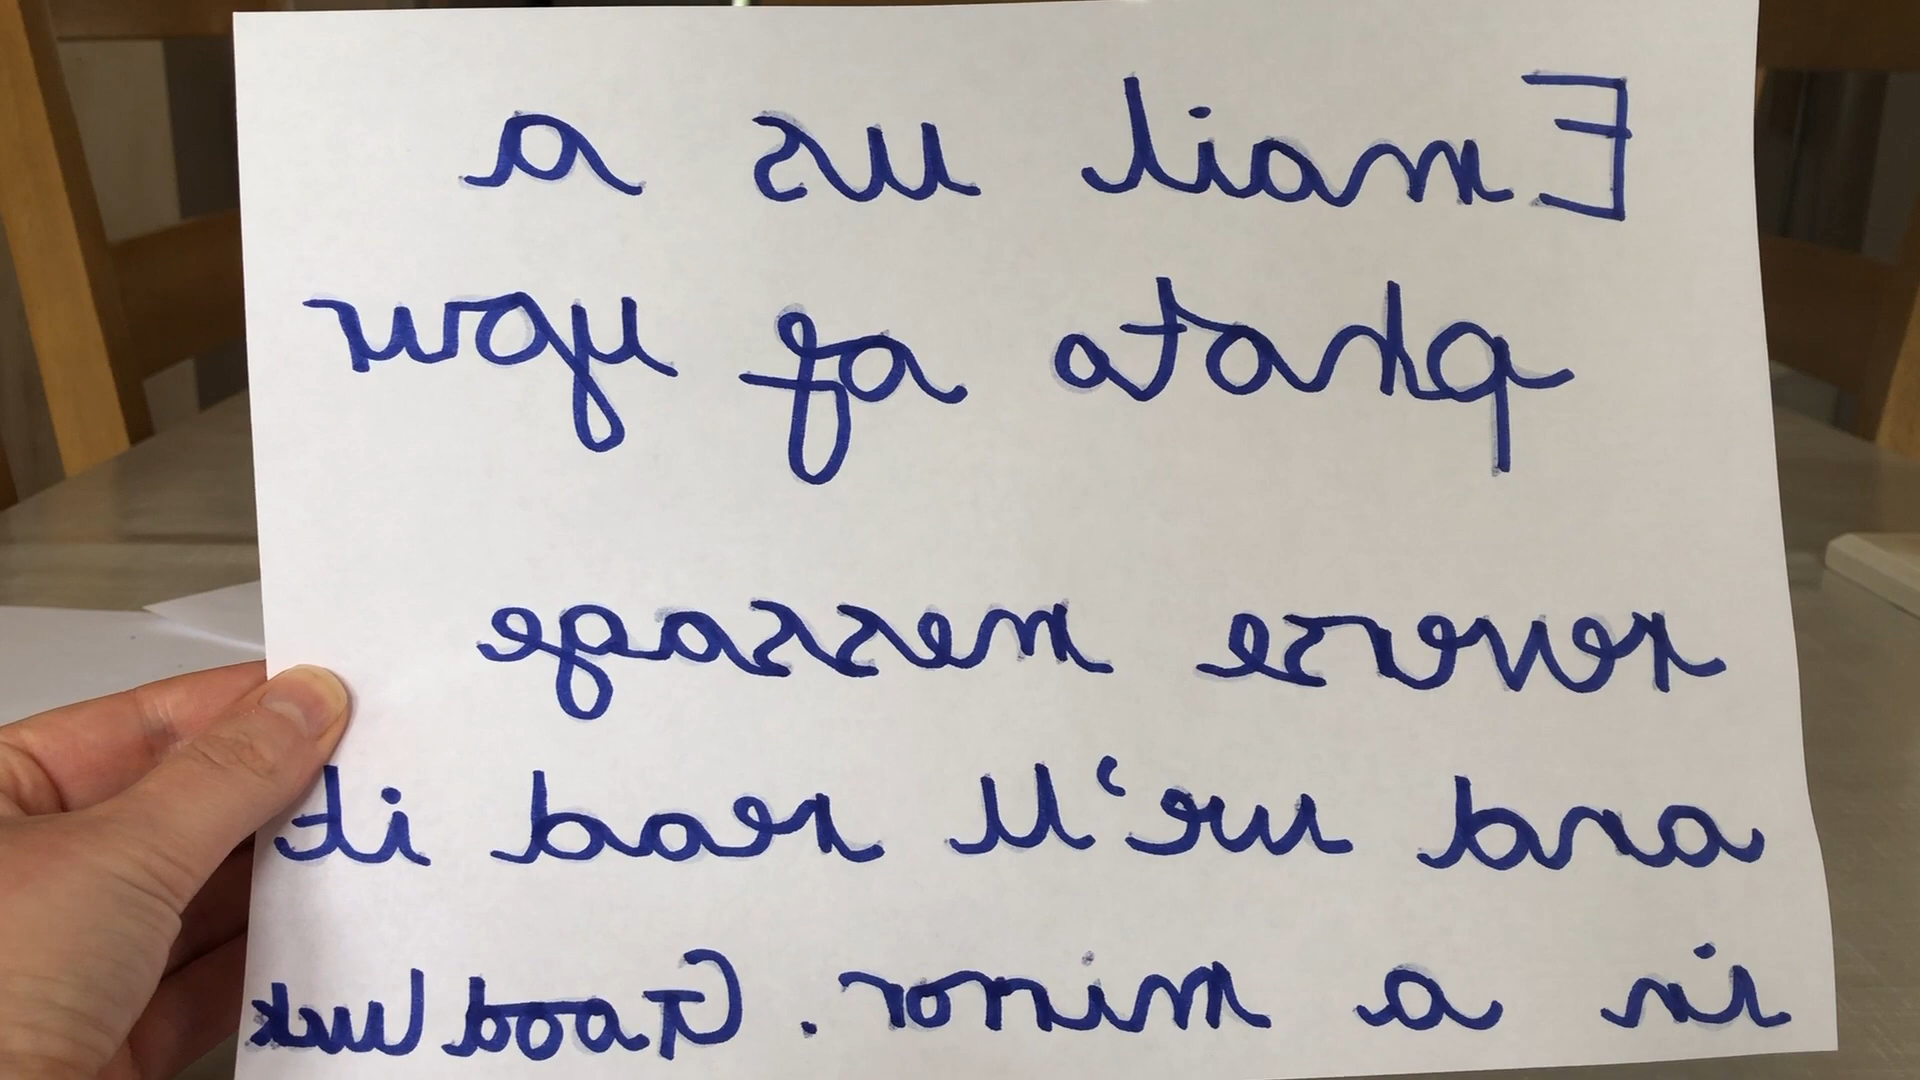 Email us a
photo of your
reverse message
and we'll read it
in a mirror. Good luck